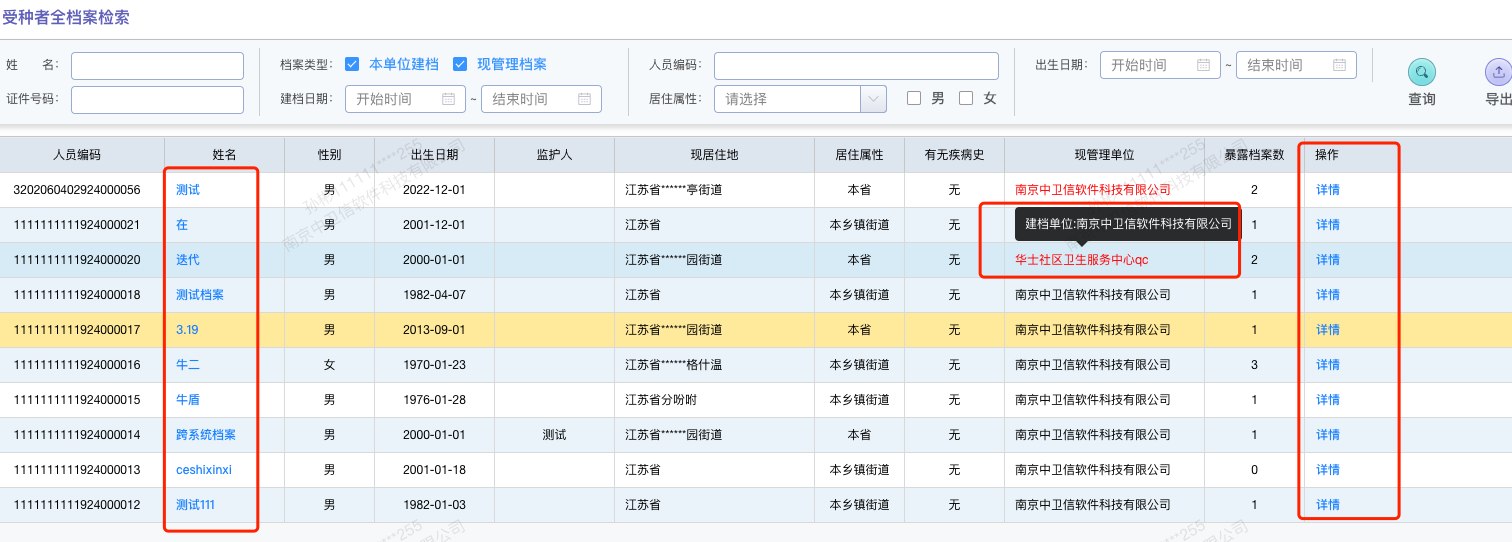 受种者全档案检索
姓 名： 档案类型： 本单位建档 现管理档案 人员编码： 出生日期： 开始时间 ~ 结束时间
证件号码： 建档日期： 开始时间 ~ 结束时间 居住属性： 请选择 男 女 查询 导出
人员编码 姓名 性别 出生日期 监护人 现居住地 居住属性 有无疾病史 现管理单位 暴露档案数 操作
3202060402924000056 测试 男 2022-12-01 江苏省******亭街道 本省 无 南京中卫信软件科技有限公司 2 详情
1111111111924000021 在 男 2001-12-01 江苏省 本乡镇街道 无 建档单位:南京中卫信软件科技有限公司 1 详情
1111111111924000020 迭代 男 2000-01-01 江苏省******园街道 本省 无 华士社区卫生服务中心qc 2 详情
1111111111924000018 测试档案 男 1982-04-07 江苏省 本乡镇街道 无 南京中卫信软件科技有限公司 1 详情
1111111111924000017 3.19 男 2013-09-01 江苏省******园街道 本省 无 南京中卫信软件科技有限公司 1 详情
1111111111924000016 牛二 女 1970-01-23 江苏省******格什温 本乡镇街道 无 南京中卫信软件科技有限公司 3 详情
1111111111924000015 牛盾 男 1976-01-28 江苏省分吩咐 本乡镇街道 无 南京中卫信软件科技有限公司 1 详情
1111111111924000014 跨系统档案 男 2000-01-01 测试 江苏省******园街道 本省 无 南京中卫信软件科技有限公司 1 详情
1111111111924000013 ceshixinxi 男 2001-01-18 江苏省 本乡镇街道 无 南京中卫信软件科技有限公司 0 详情
1111111111924000012 测试111 男 1982-01-03 江苏省 本乡镇街道 无 南京中卫信软件科技有限公司 1 详情